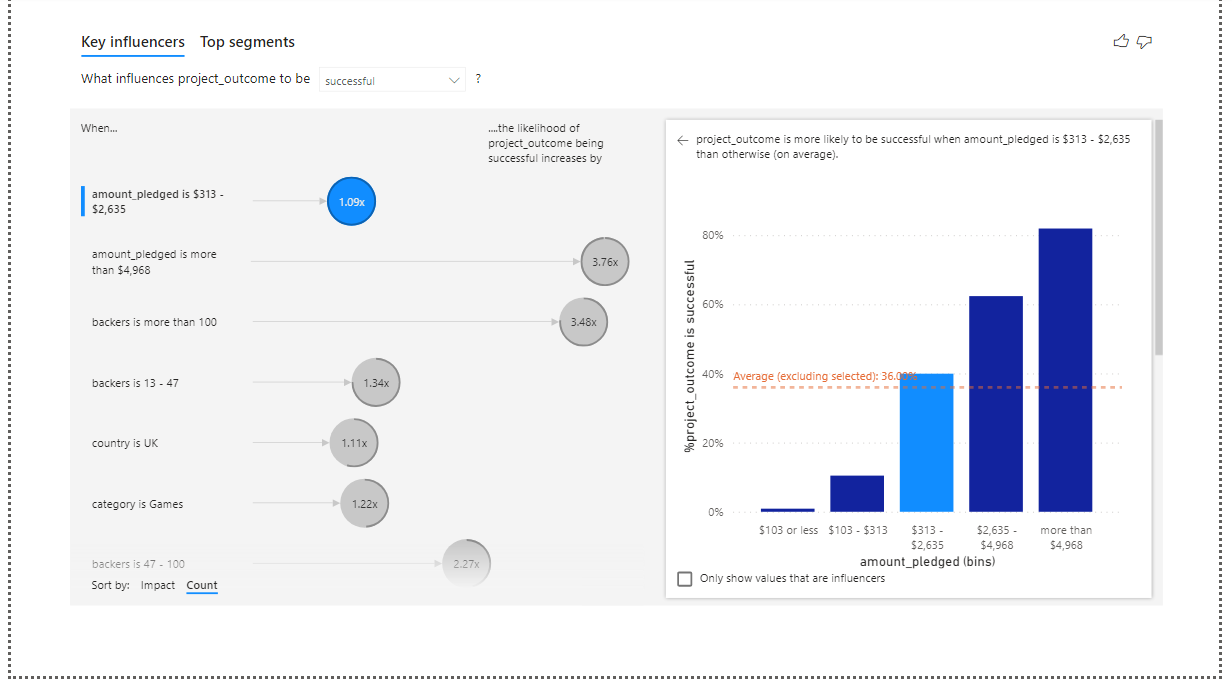 Key influencers Top segments
What influences project_outcome to be successful ?
When...
....the likelihood of
project_outcome being
successful increases by
amount_pledged is $313 -
$2,635
1.09x
amount_pledged is more
than $4,968
3.76x
backers is more than 100
3.48x
backers is 13 - 47
1.34x
country is UK
1.11x
category is Games
1.22x
backers is 47 - 100
2.27x
Sort by: Impact Count
project_outcome is more likely to be successful when amount_pledged is $313 - $2,635
than otherwise (on average).
%project_outcome is successful
80%
60%
40%
20%
0%
Average (excluding selected):
$103 or less
$103 - $313
$313 -
$2,635
$2,635 -
$4,968
more than
$4,968
amount_pledged (bins)
Only show values that are influencers